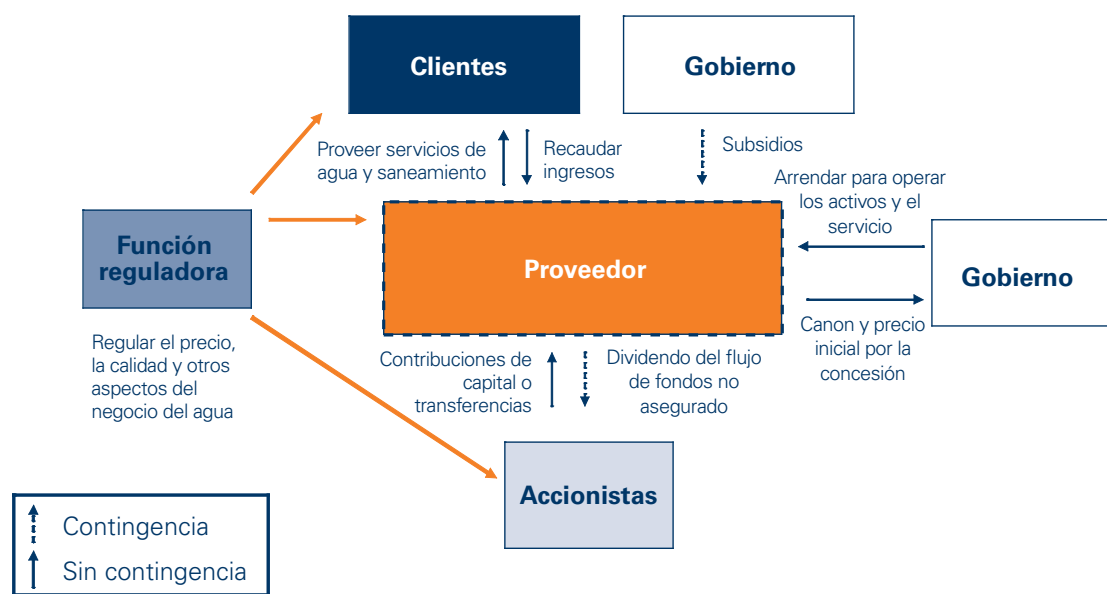 Clientes
Gobierno
Proveer servicios de
agua y saneamiento
Recaudar
ingresos
Subsidios
Arrendar para operar
los activos y el
servicio
Función
reguladora
Proveedor
Gobierno
Regular el precio,
la calidad y otros
aspectos del
negocio del agua
Canon y precio
inicial por la
concesión
Contribuciones de
capital o
transferencias
Dividendo del flujo
de fondos no
asegurado
Accionistas
Contingencia
Sin contingencia